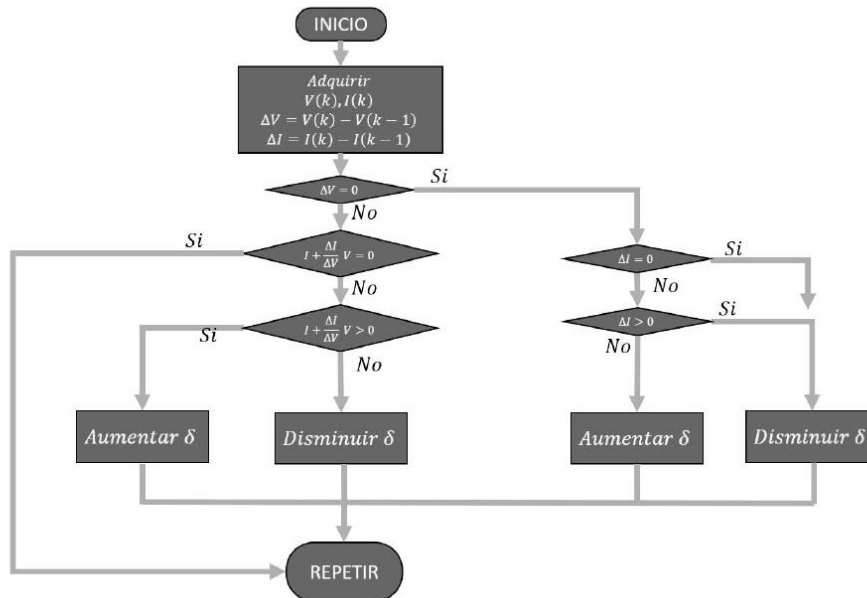 INICIO
Adquirir
V(k), I(k)
ΔV = V(k) − V(k − 1)
ΔI = I(k) − I(k − 1)
ΔV = 0
Si
No
Si
I + ΔI/ΔV V = 0
ΔI = 0
Si
No
No
Si
I + ΔI/ΔV V > 0
ΔI > 0
Si
No
No
Aumentar δ
Disminuir δ
Aumentar δ
Disminuir δ
REPETIR